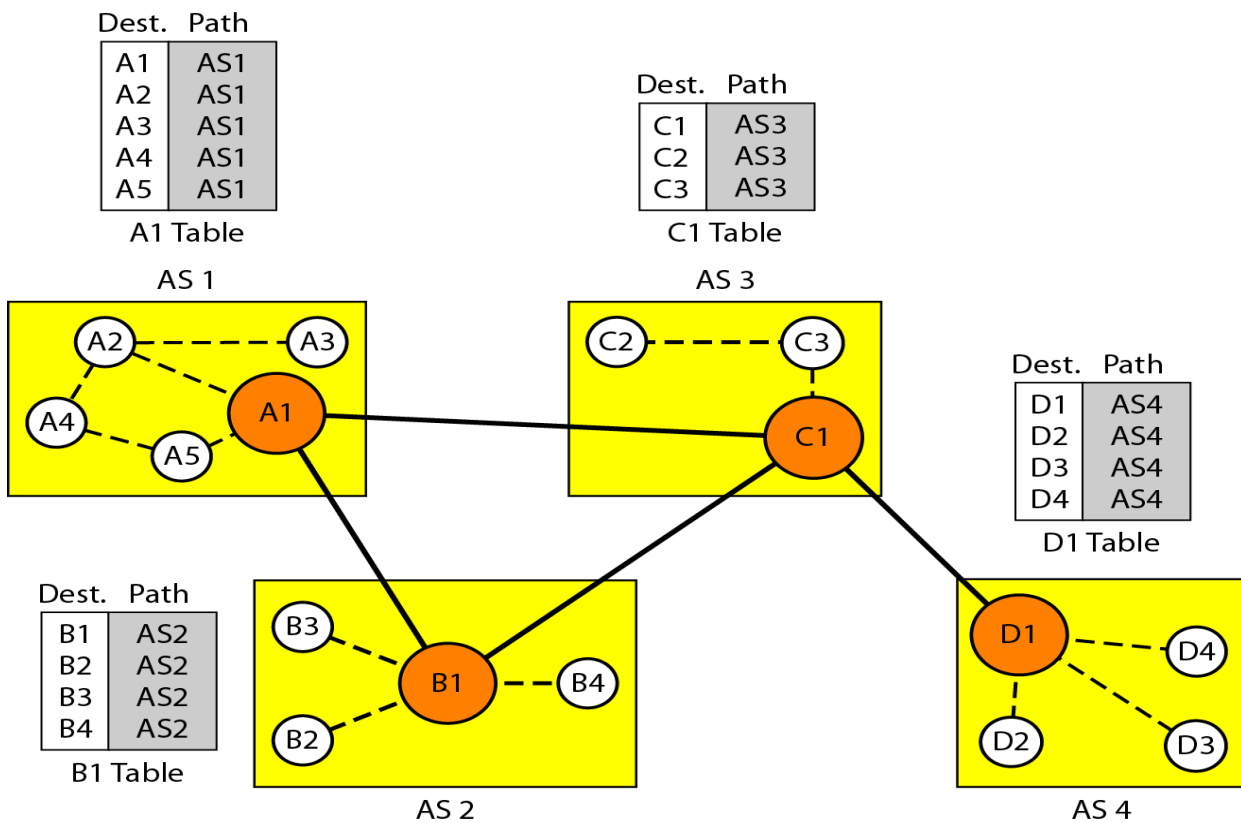 Dest. Path
A1 AS1
A2 AS1
A3 AS1
A4 AS1
A5 AS1
A1 Table
Dest. Path
C1 AS3
C2 AS3
C3 AS3
C1 Table
AS 1
A2
A3
A4
A1
A5
AS 3
C2
C3
C1
Dest. Path
D1 AS4
D2 AS4
D3 AS4
D4 AS4
D1 Table
Dest. Path
B1 AS2
B2 AS2
B3 AS2
B4 AS2
B1 Table
B3
B1
B4
B2
AS 2
D1
D4
D2
D3
AS 4